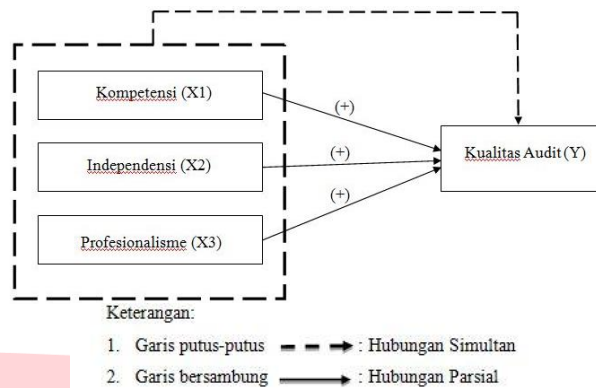 Kompetensi (X1)
(+)
Independensi (X2)
(+)
Kualitas Audit (Y)
(+)
Profesionalisme (X3)
Keterangan:
1. Garis putus-putus : Hubungan Simultan
2. Garis bersambung : Hubungan Parsial